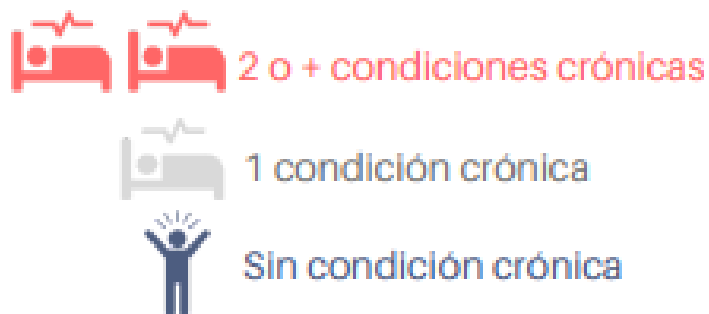 2 o + condiciones crónicas
1 condición crónica
Sin condición crónica